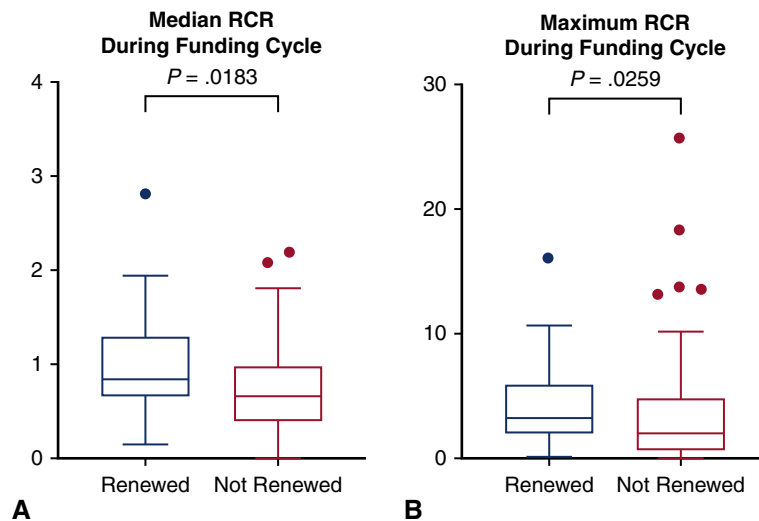 Median RCR
During Funding Cycle
P = .0183
4
3
2
1
0
Renewed Not Renewed
A
Maximum RCR
During Funding Cycle
P = .0259
30
20
10
0
Renewed Not Renewed
B